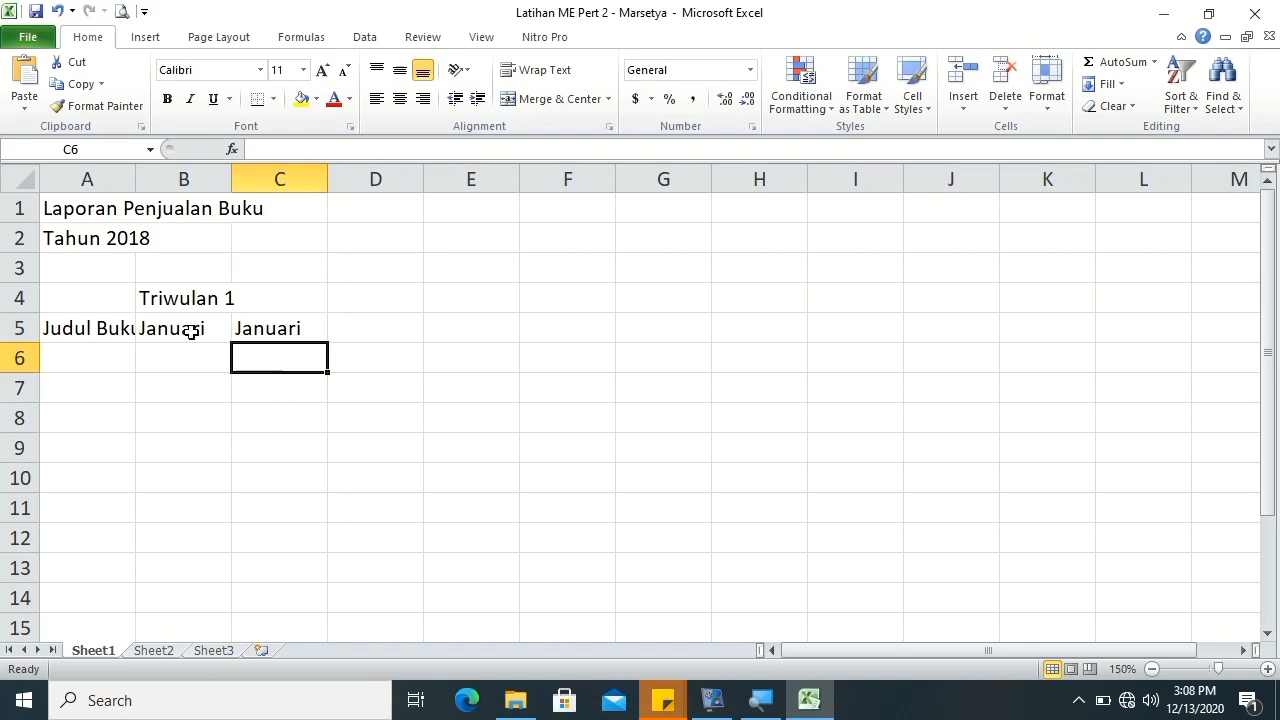 Latihan ME Pert 2 - Marsetya - Microsoft Excel
File Home Insert Page Layout Formulas Data Review View Nitro Pro
Paste Cut Copy Format Painter
Calibri 11
B I U
Wrap Text
Merge & Center
General
$ % ,
Conditional Formatting
Format as Table
Cell Styles
Insert Delete Format
AutoSum
Fill
Clear
Sort & Filter
Find & Select
Clipboard Font Alignment Number Styles Cells Editing
C6 fx
A B C D E F G H I J K L M
1 Laporan Penjualan Buku
2 Tahun 2018
3
4 Triwulan 1
5 Judul Buku Januari Januari
6
7
8
9
10
11
12
13
14
15
Sheet1 Sheet2 Sheet3
Ready 150%
Search
3:08 PM
12/13/2020
1